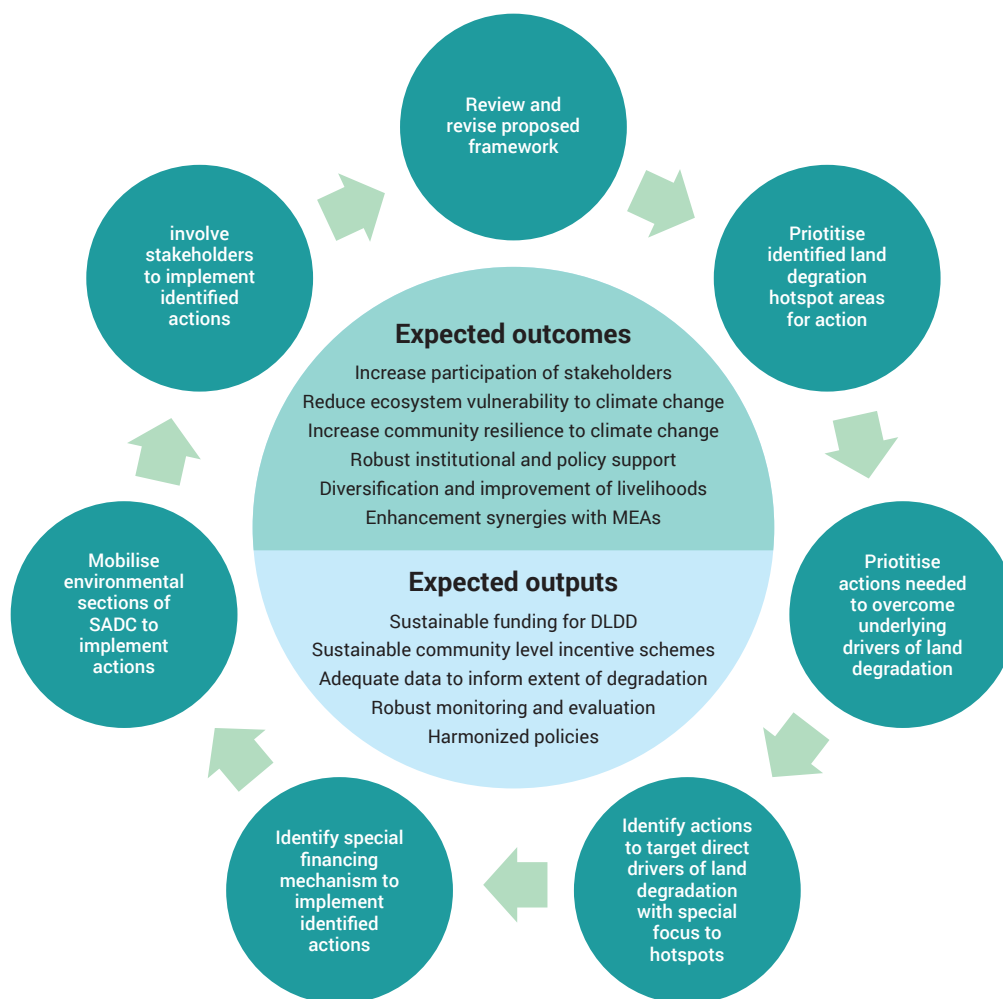 Review and
revise proposed
framework
Priotitise
identified land
degration
hotspot areas
for action
Priotitise
actions needed
to overcome
underlying
drivers of land
degradation
Identify actions
to target direct
drivers of land
degradation
with special
focus to
hotspots
Identify special
financing
mechanism to
implement
identified
actions
Mobilise
environmental
sections of
SADC to
implement
actions
involve
stakeholders
to implement
identified
actions
Expected outcomes
Increase participation of stakeholders
Reduce ecosystem vulnerability to climate change
Increase community resilience to climate change
Robust institutional and policy support
Diversification and improvement of livelihoods
Enhancement synergies with MEAs
Expected outputs
Sustainable funding for DLDD
Sustainable community level incentive schemes
Adequate data to inform extent of degradation
Robust monitoring and evaluation
Harmonized policies